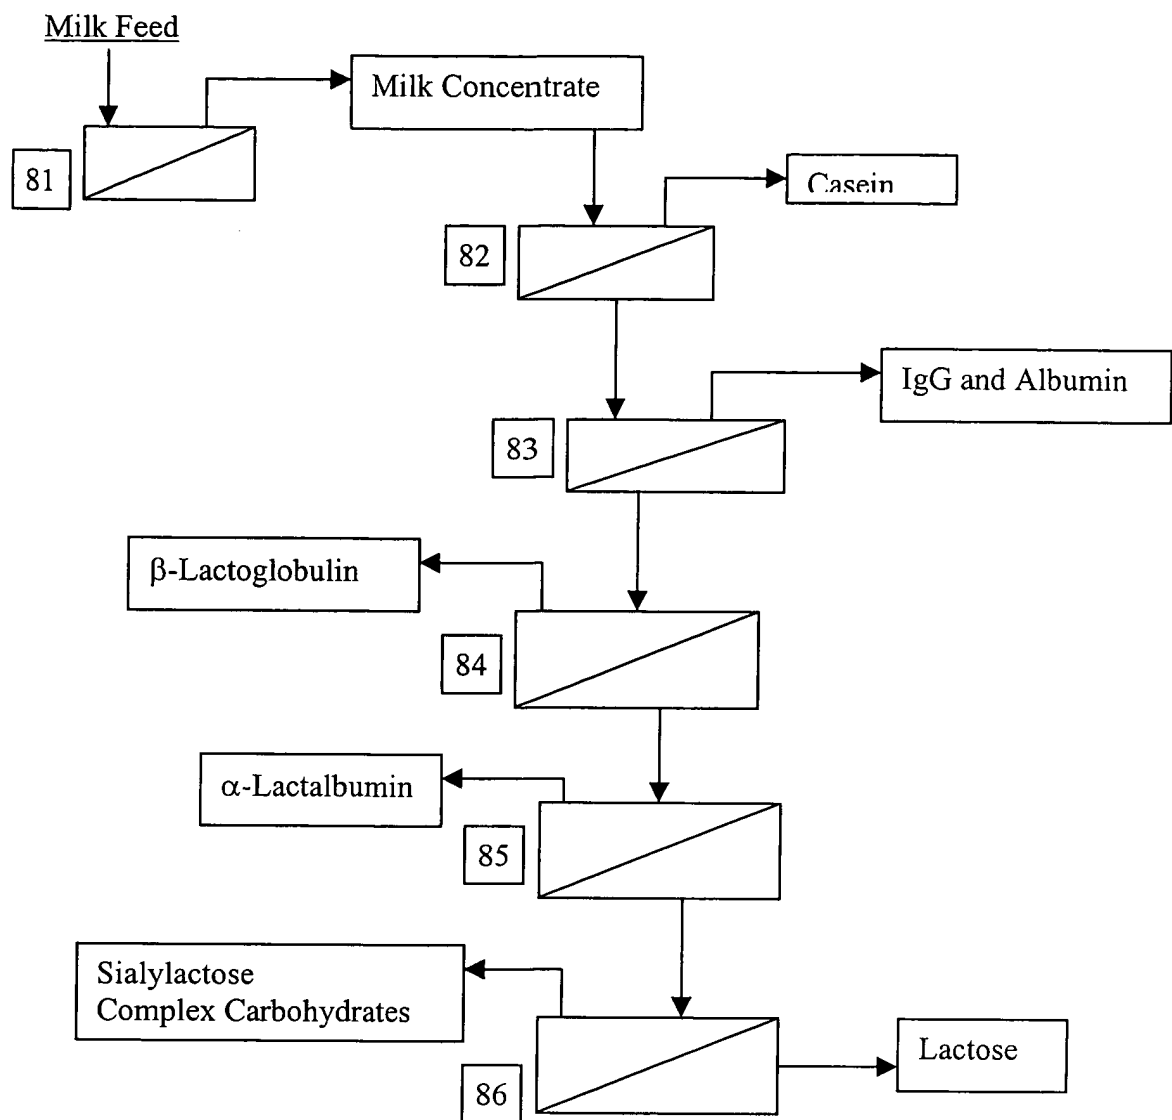 Milk Feed
Milk Concentrate
81
Casein
82
IgG and Albumin
83
β-Lactoglobulin
84
α-Lactalbumin
85
Sialylactose
Complex Carbohydrates
Lactose
86